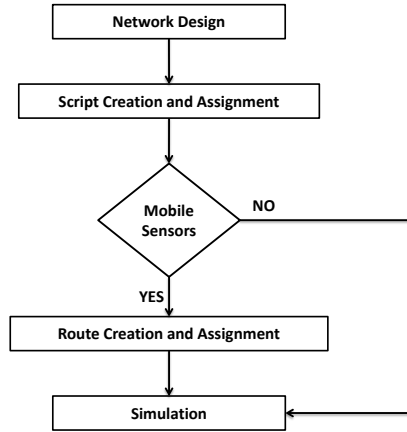 Network Design
Script Creation and Assignment
Mobile
Sensors
NO
YES
Route Creation and Assignment
Simulation